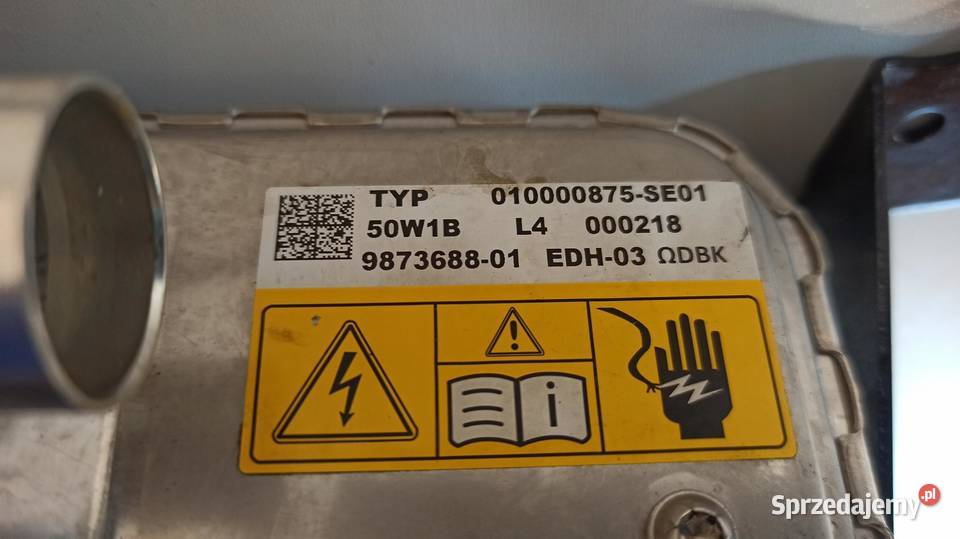 TYP 010000875-SE01
50W1B L4 000218
9873688-01 EDH-03 ΩDBK
i
Sprzedajemy.pl